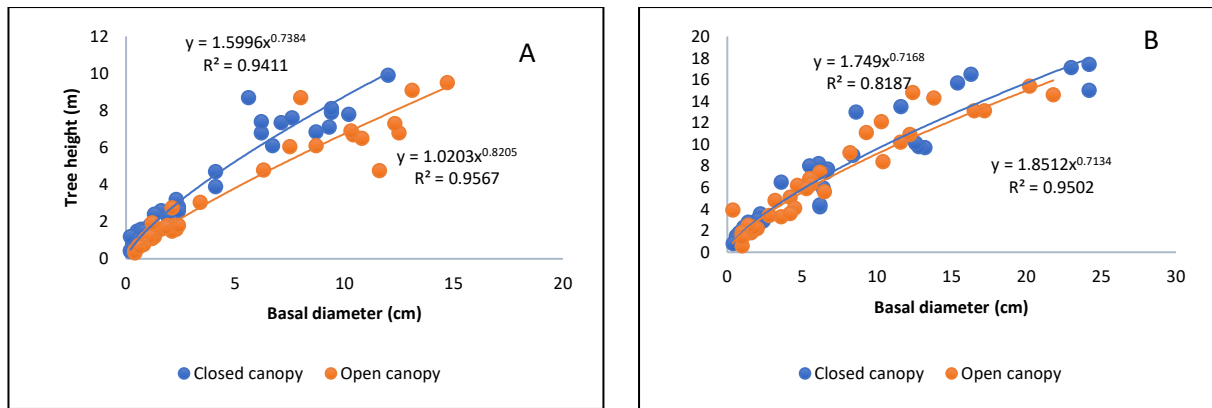 A
y = 1.5996x^0.7384
R² = 0.9411
y = 1.0203x^0.8205
R² = 0.9567
Tree height (m)
12
10
8
6
4
2
0
0 5 10 15 20
Basal diameter (cm)
Closed canopy Open canopy
B
y = 1.749x^0.7168
R² = 0.8187
y = 1.8512x^0.7134
R² = 0.9502
20
18
16
14
12
10
8
6
4
2
0
0 5 10 15 20 25 30
Basal diameter (cm)
Closed canopy Open canopy